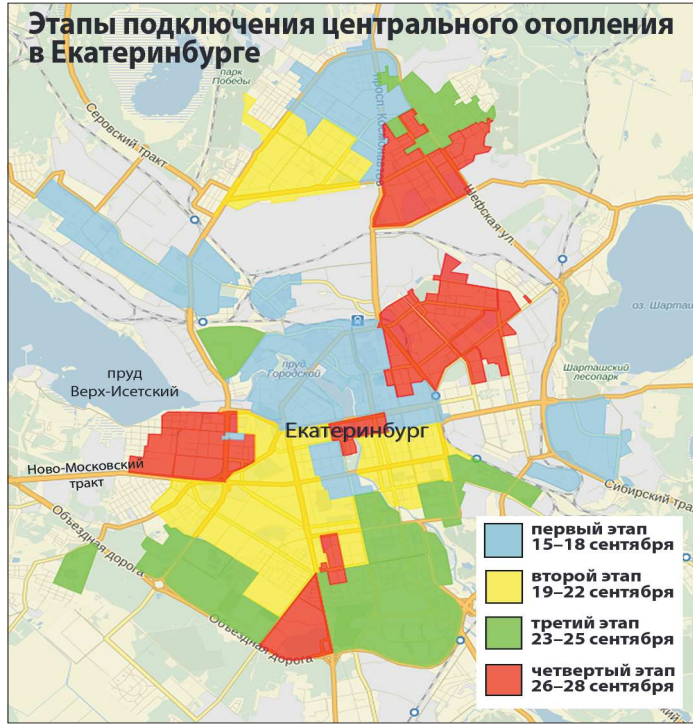 Этапы подключения центрального отопления
в Екатеринбурге
парк
Победы
просп. Космонавтов
Серовский тракт
Шефская ул.
оз. Шарташ
пруд
Верх-Исетский
пруд
Городской
Шарташский
лесопарк
Екатеринбург
Ново-Московский
тракт
Сибирский тракт
Объездная дорога
Объездная дорога
первый этап
15–18 сентября
второй этап
19–22 сентября
третий этап
23–25 сентября
четвертый этап
26–28 сентября